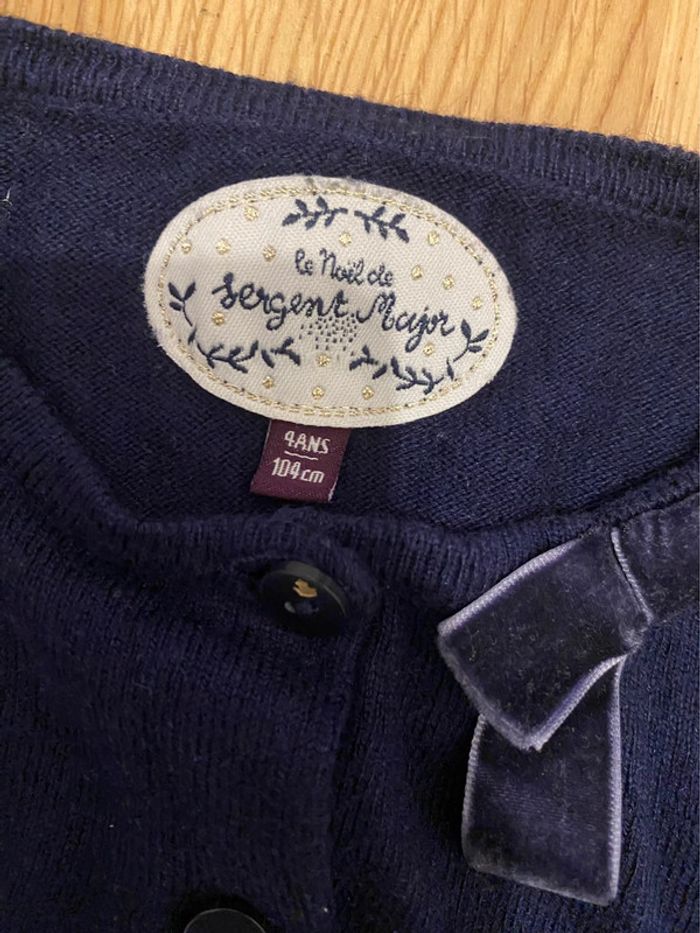 le Noël de
Sergent Major
4ANS
104cm